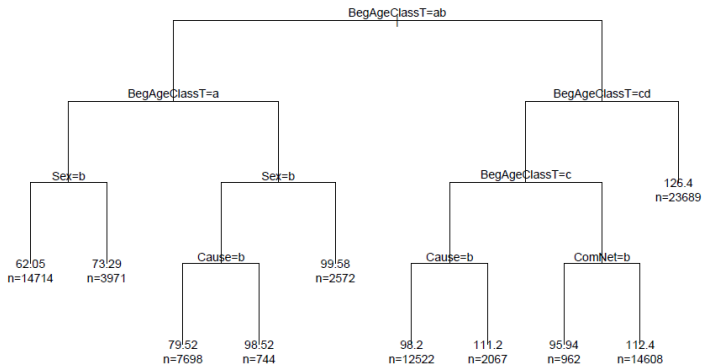 BegAgeClassT=ab
BegAgeClassT=a
BegAgeClassT=cd
Sex=b
Sex=b
BegAgeClassT=c
126.4
n=23689
62.05
n=14714
73.29
n=3971
Cause=b
99.58
n=2572
Cause=b
ComNet=b
79.52
n=7698
98.52
n=744
98.2
n=12522
111.2
n=2067
95.94
n=962
112.4
n=14608